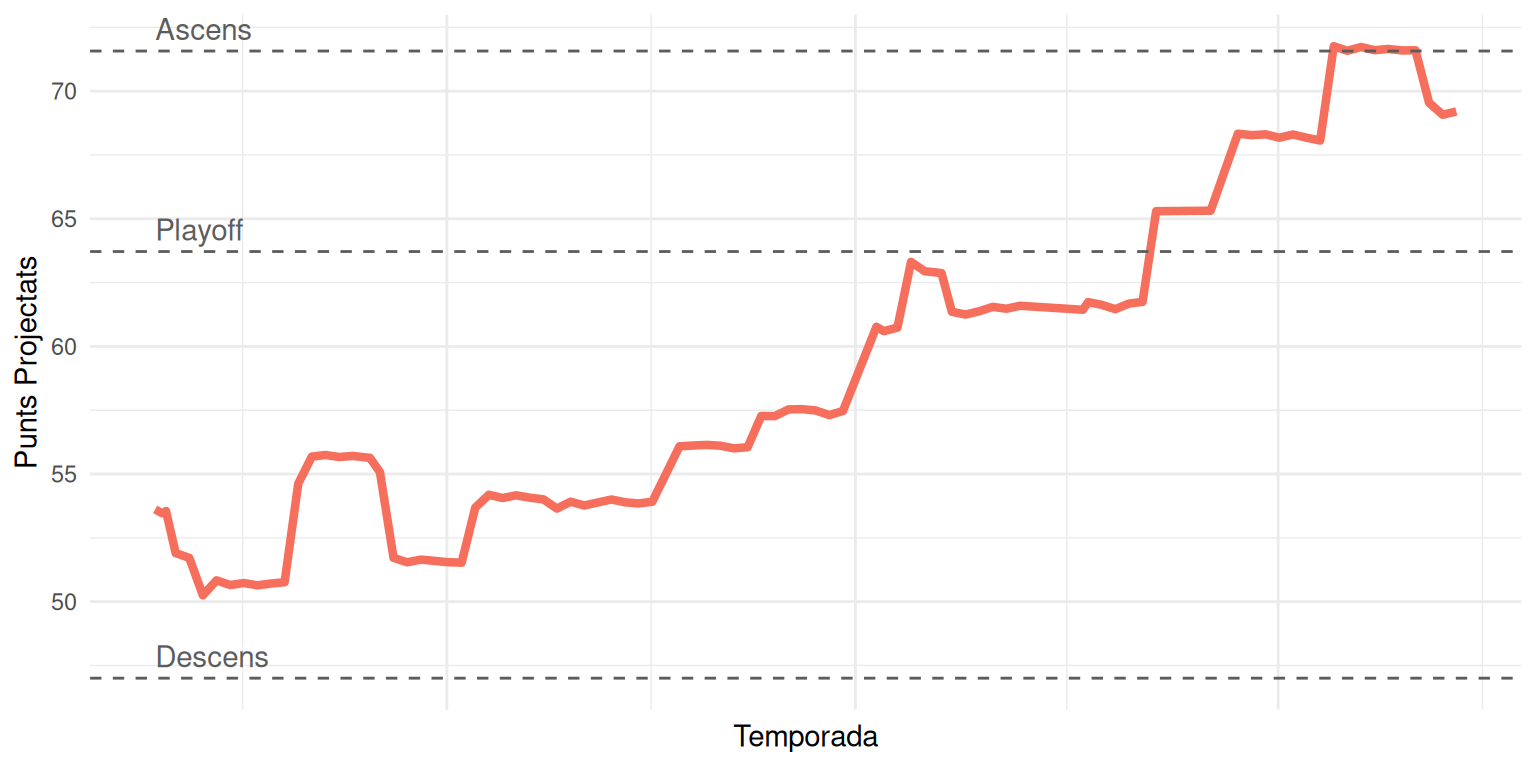 Ascens
70
Playoff
65
60
55
50
Descens
Punts Projectats
Temporada